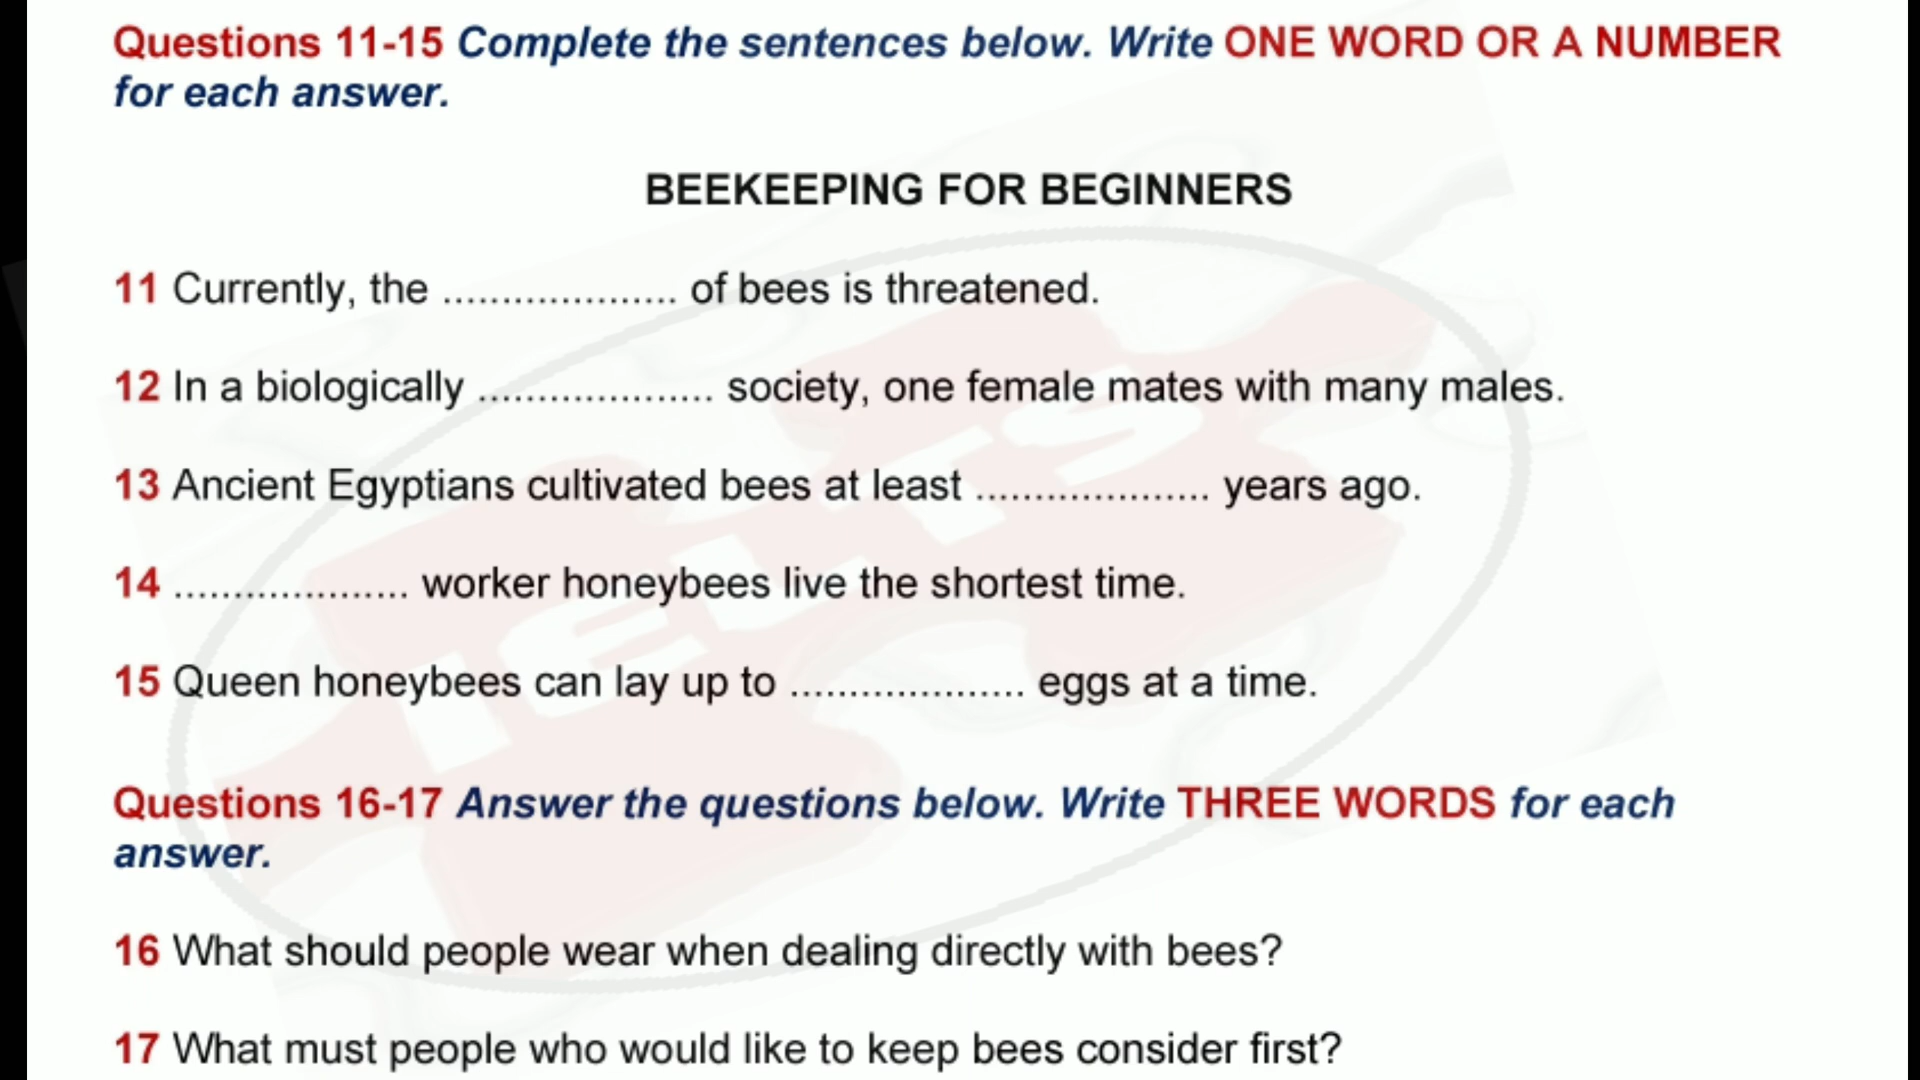 Questions 11-15 Complete the sentences below. Write ONE WORD OR A NUMBER
for each answer.
BEEKEEPING FOR BEGINNERS
11 Currently, the .................... of bees is threatened.
12 In a biologically .................... society, one female mates with many males.
13 Ancient Egyptians cultivated bees at least .................... years ago.
14 .................... worker honeybees live the shortest time.
15 Queen honeybees can lay up to .................... eggs at a time.
IELTS
Questions 16-17 Answer the questions below. Write THREE WORDS for each
answer.
16 What should people wear when dealing directly with bees?
17 What must people who would like to keep bees consider first?